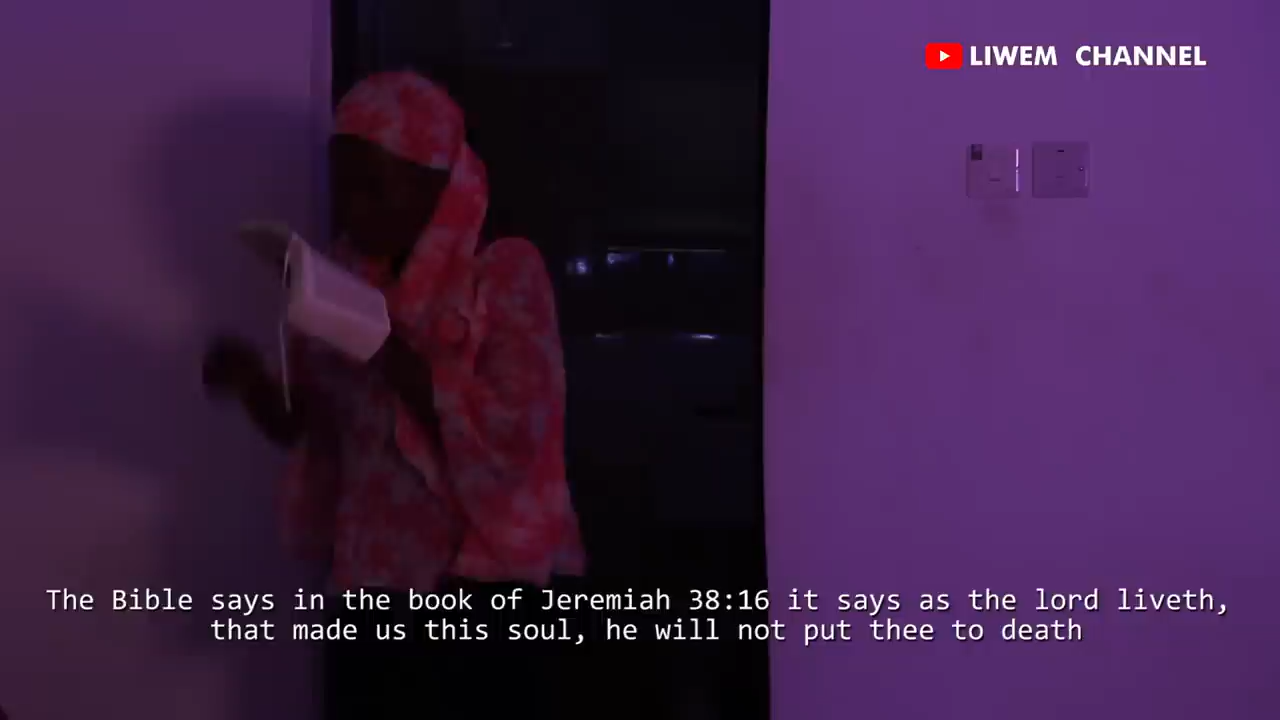 LIWEM CHANNEL
The Bible says in the book of Jeremiah 38:16 it says as the lord liveth,
that made us this soul, he will not put thee to death